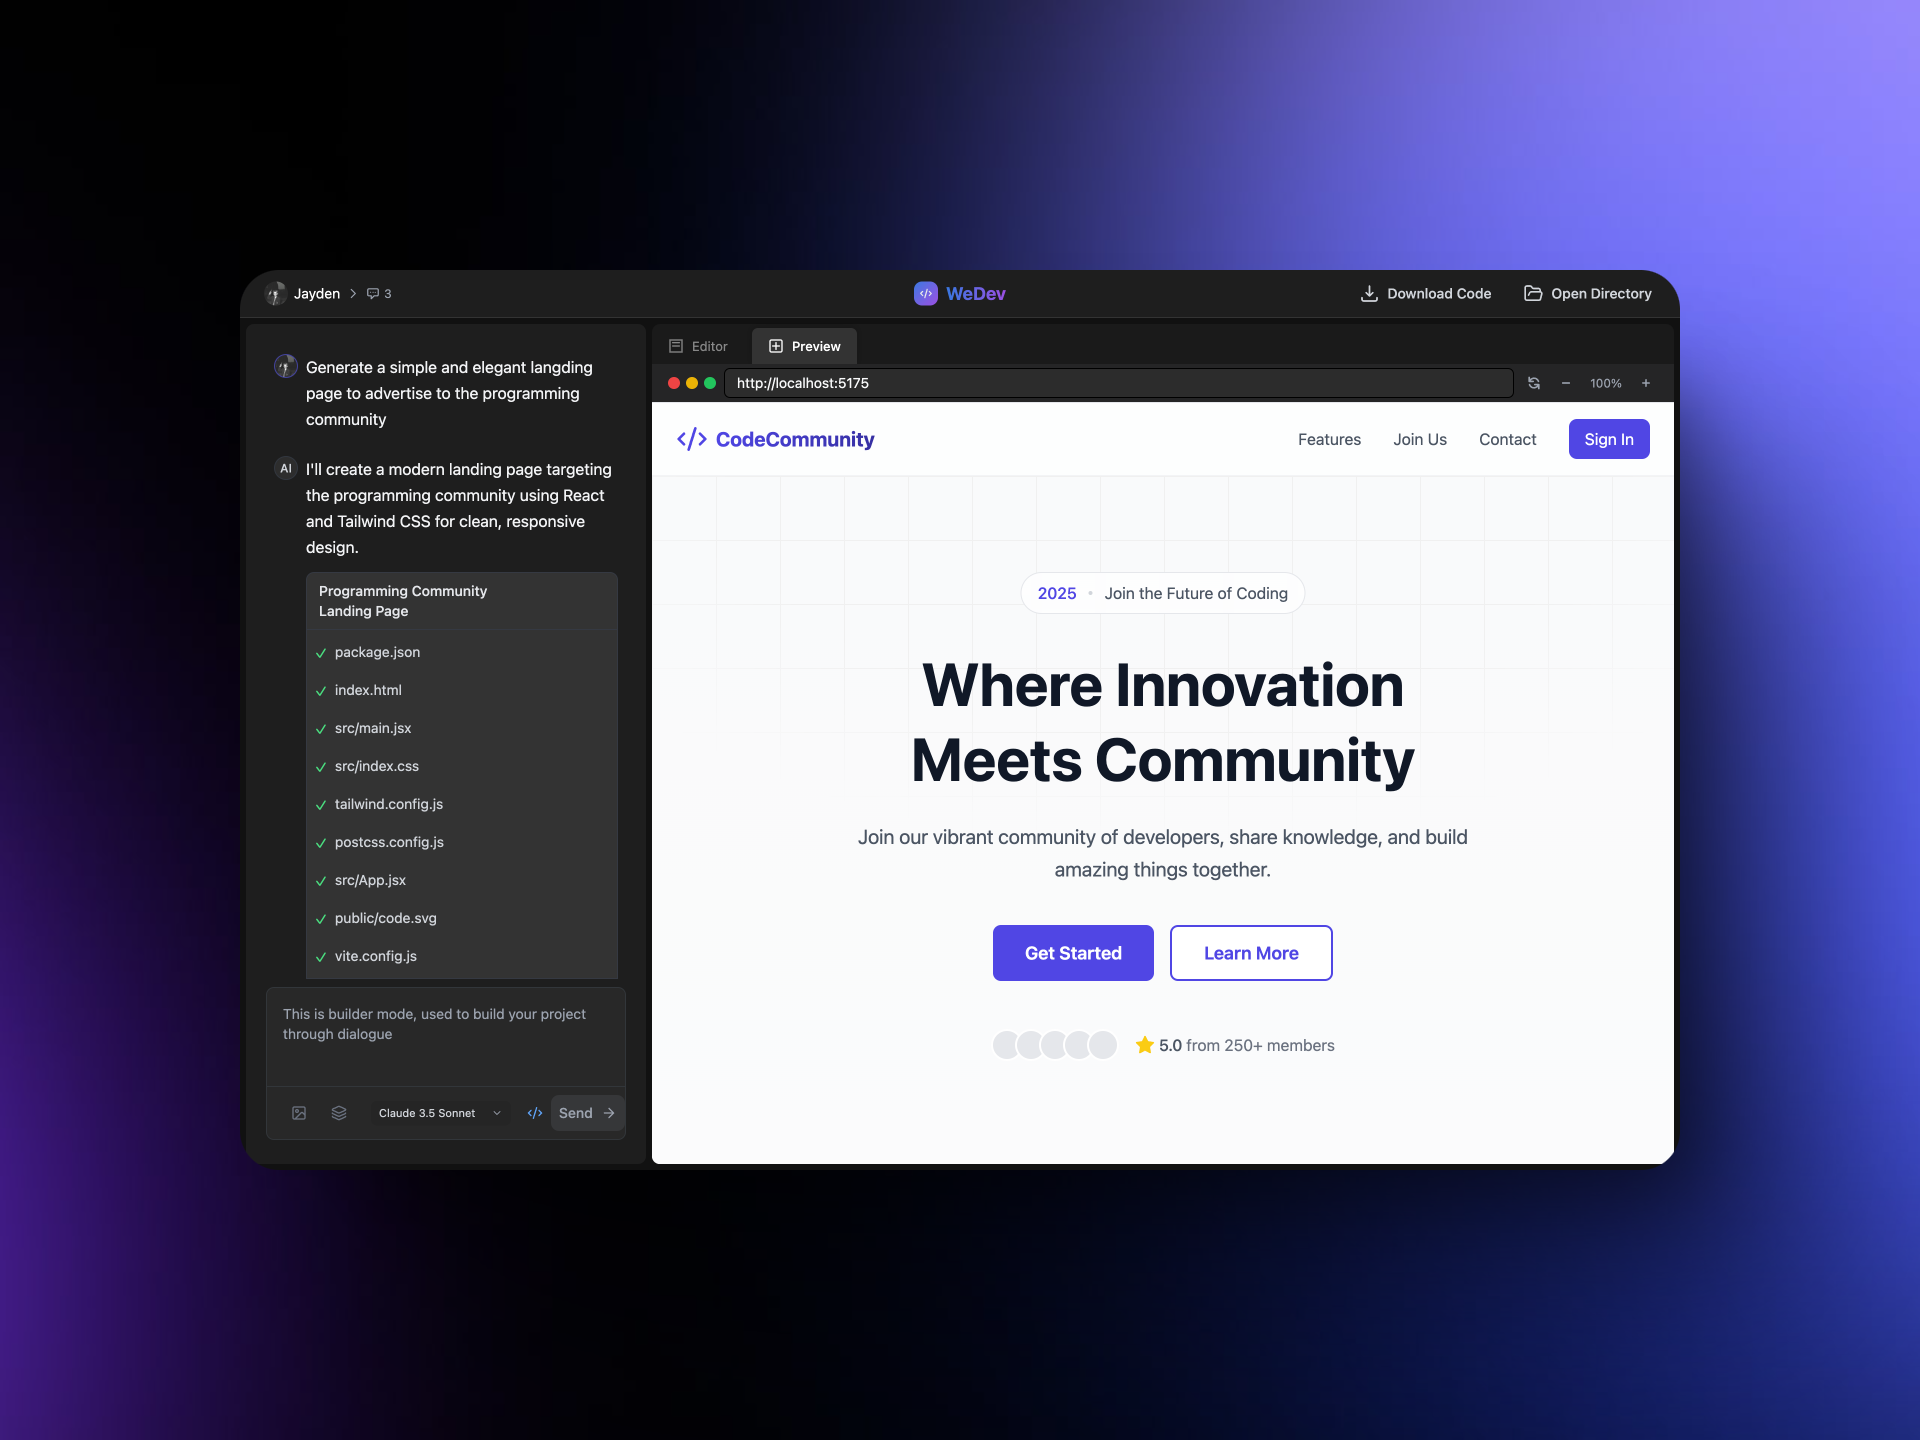 Jayden
3
WeDev
Download Code
Open Directory
Generate a simple and elegant langding
page to advertise to the programming
community
AI
I'll create a modern landing page targeting
the programming community using React
and Tailwind CSS for clean, responsive
design.
Programming Community
Landing Page
package.json
index.html
src/main.jsx
src/index.css
tailwind.config.js
postcss.config.js
src/App.jsx
public/code.svg
vite.config.js
This is builder mode, used to build your project
through dialogue
Claude 3.5 Sonnet
</>
Send
Editor
Preview
http://localhost:5175
100%
</> CodeCommunity
Features
Join Us
Contact
Sign In
2025 • Join the Future of Coding
Where Innovation
Meets Community
Join our vibrant community of developers, share knowledge, and build
amazing things together.
Get Started
Learn More
5.0 from 250+ members